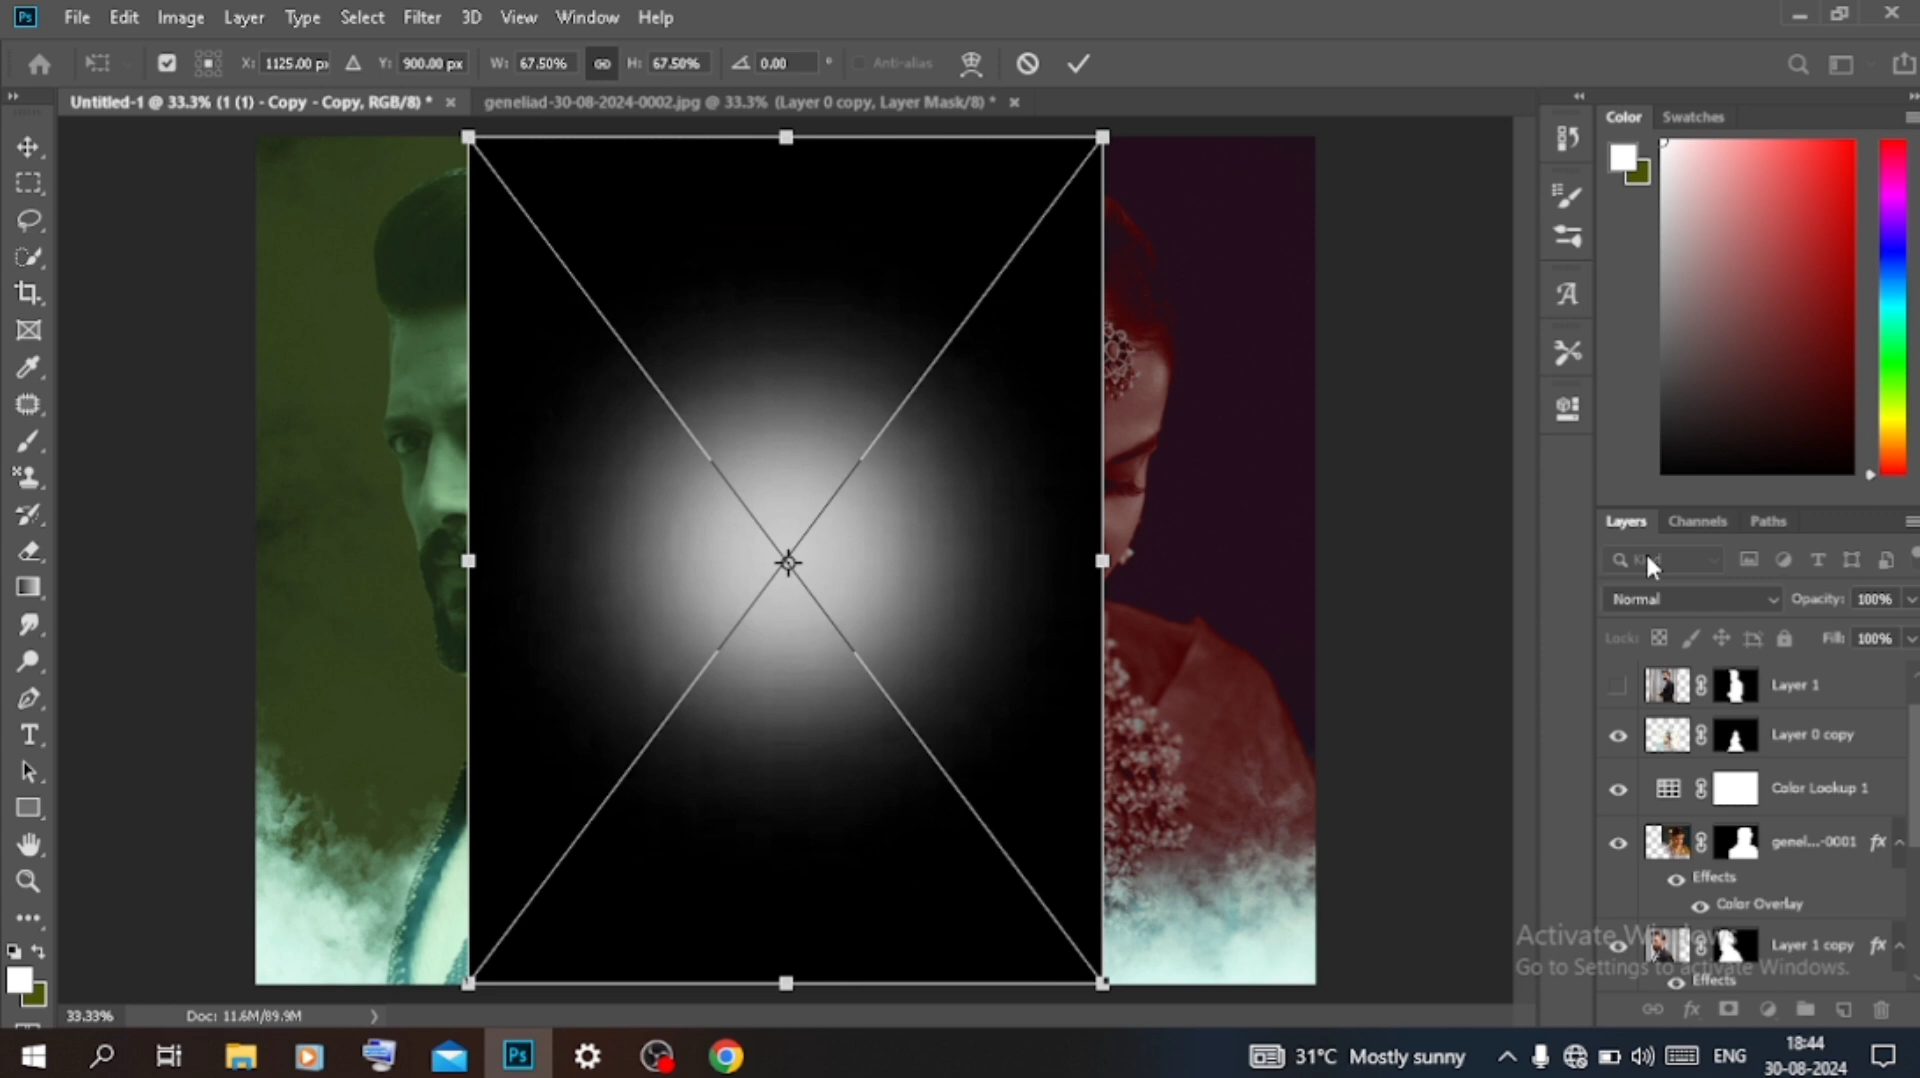 Ps File Edit Image Layer Type Select Filter 3D View Window Help
X: 1125.00 px Y: 900.00 px W: 67.50% H: 67.50% 0.00 ° Anti-alias
Untitled-1 @ 33.3% (1 (1) - Copy - Copy, RGB/8) * geneliad-30-08-2024-0002.jpg @ 33.3% (Layer 0 copy, Layer Mask/8) *
Color Swatches
Layers Channels Paths
Normal Opacity: 100%
Lock: Fill: 100%
Layer 1
Layer 0 copy
Color Lookup 1
genel...-0001 fx
Effects
Color Overlay
Layer 1 copy fx
Effects
Activate Windows
Go to Settings to activate Windows.
33.33% Doc: 11.6M/89.9M
31°C Mostly sunny ENG 18:44
30-08-2024